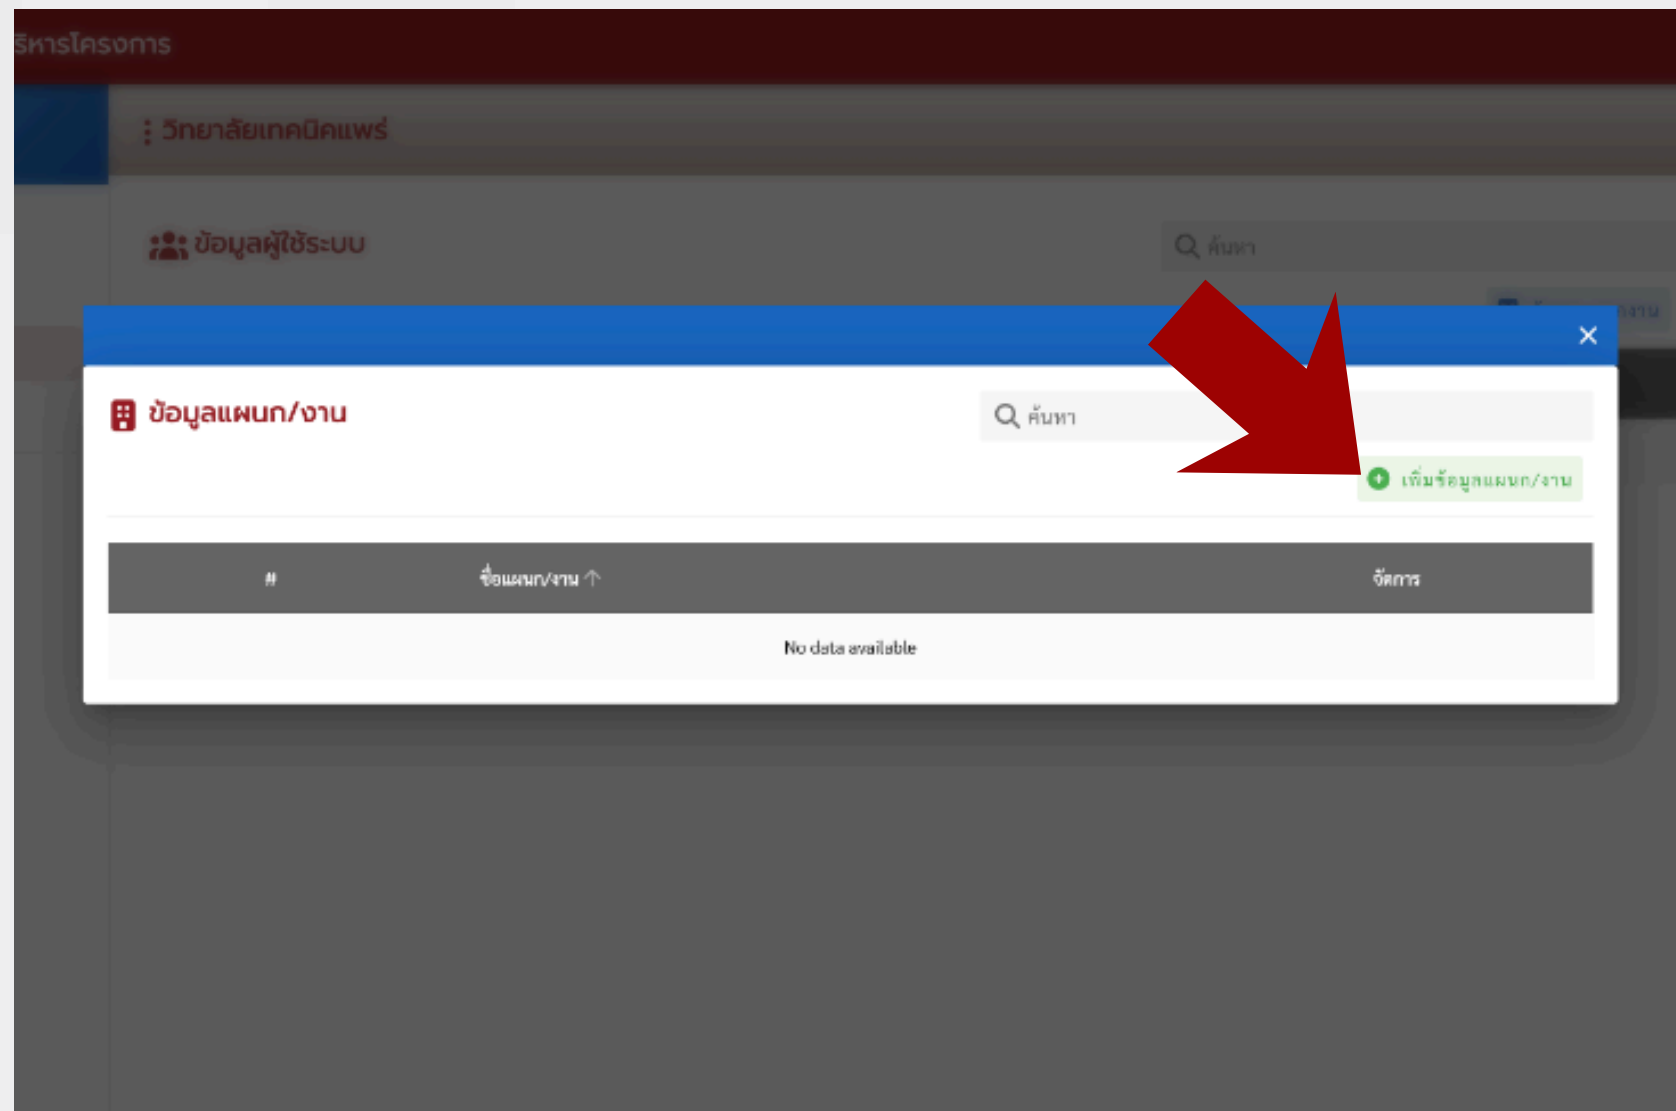 ริหารโครงการ
วิทยาลัยเทคนิคแพร่
ข้อมูลผู้ใช้ระบบ
ค้นหา
ข้อมูลแผนก/งาน
ค้นหา
เพิ่มข้อมูลแผนก/งาน
# ชื่อแผนก/งาน จัดการ
No data available